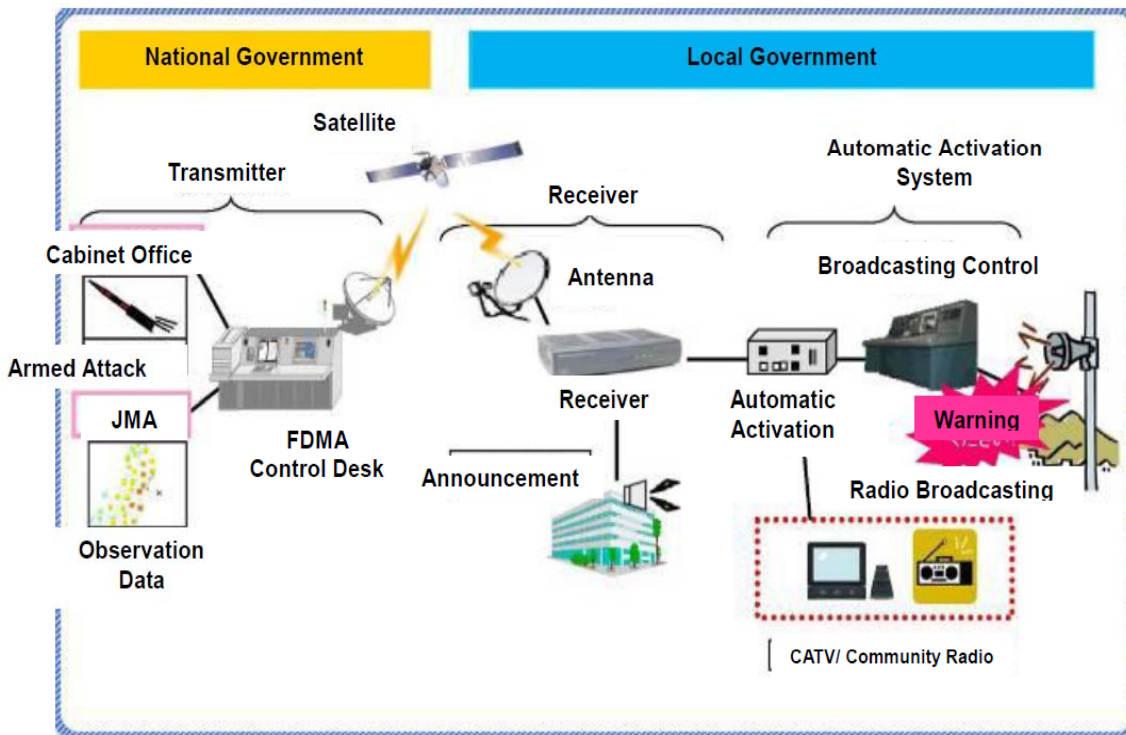 National Government
Local Government
Satellite
Transmitter
Receiver
Automatic Activation
System
Cabinet Office
Antenna
Broadcasting Control
Armed Attack
JMA
Receiver
Automatic
Activation
Warning
FDMA
Control Desk
Announcement
Radio Broadcasting
Observation
Data
CATV/ Community Radio